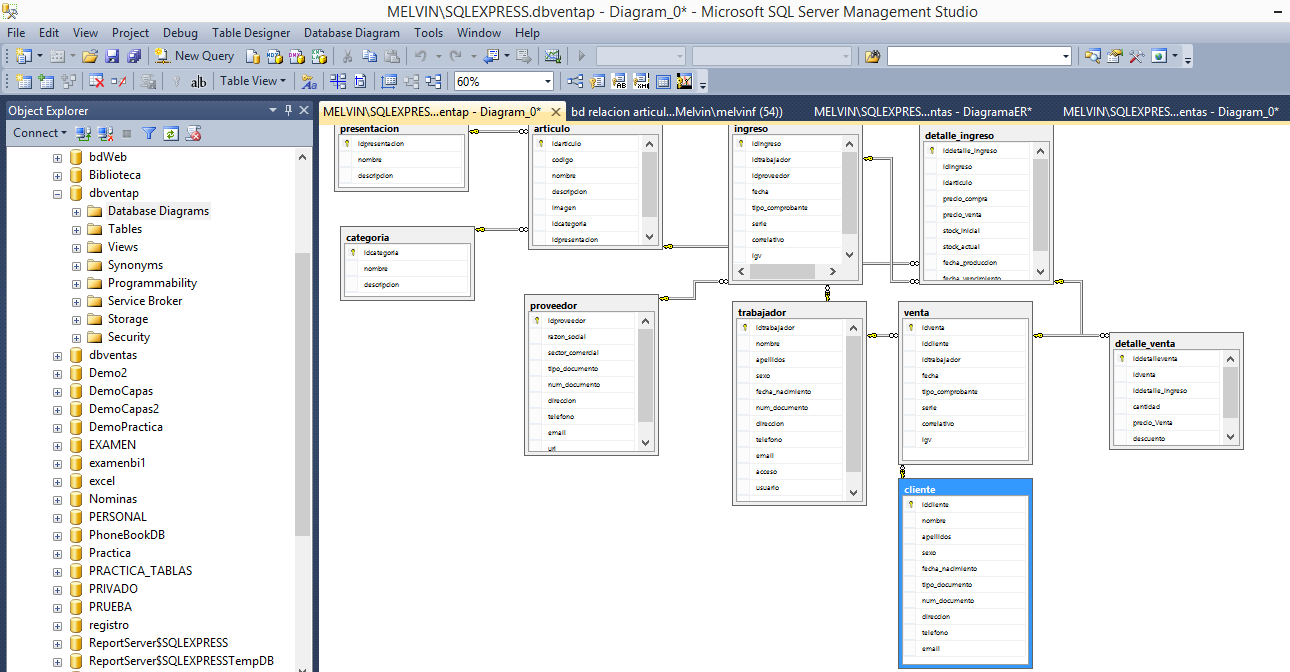 MELVIN\SQLEXPRESS.dbventap - Diagram_0* - Microsoft SQL Server Management Studio
File Edit View Project Debug Table Designer Database Diagram Tools Window Help
New Query
Table View 60%
Object Explorer
Connect
bdWeb
Biblioteca
dbventap
Database Diagrams
Tables
Views
Synonyms
Programmability
Service Broker
Storage
Security
dbventas
Demo2
DemoCapas
DemoCapas2
DemoPractica
EXAMEN
examenbi1
excel
Nominas
PERSONAL
PhoneBookDB
Practica
PRACTICA_TABLAS
PRIVADO
PRUEBA
registro
ReportServer$SQLEXPRESS
ReportServer$SQLEXPRESSTempDB
MELVIN\SQLEXPRES...entap - Diagram_0* bd relacion articul...Melvin\melvinf (54)) MELVIN\SQLEXPRES...ntas - DiagramaER* MELVIN\SQLEXPRES...entas - Diagram_0*
presentacion
idpresentacion
nombre
descripcion
articulo
idarticulo
codigo
nombre
descripcion
imagen
idcategoria
idpresentacion
ingreso
idingreso
idtrabajador
idproveedor
fecha
tipo_comprobante
serie
correlativo
igv
detalle_ingreso
iddetalle_ingreso
idingreso
idarticulo
precio_compra
precio_venta
stock_inicial
stock_actual
fecha_produccion
fecha_vencimiento
categoria
idcategoria
nombre
descripcion
proveedor
idproveedor
razon_social
sector_comercial
tipo_documento
num_documento
direccion
telefono
email
url
trabajador
idtrabajador
nombre
apellidos
sexo
fecha_nacimiento
num_documento
direccion
telefono
email
acceso
usuario
venta
idventa
idcliente
idtrabajador
fecha
tipo_comprobante
serie
correlativo
igv
detalle_venta
iddetalleventa
idventa
iddetalle_ingreso
cantidad
precio_Venta
descuento
cliente
idcliente
nombre
apellidos
sexo
fecha_nacimiento
tipo_documento
num_documento
direccion
telefono
email